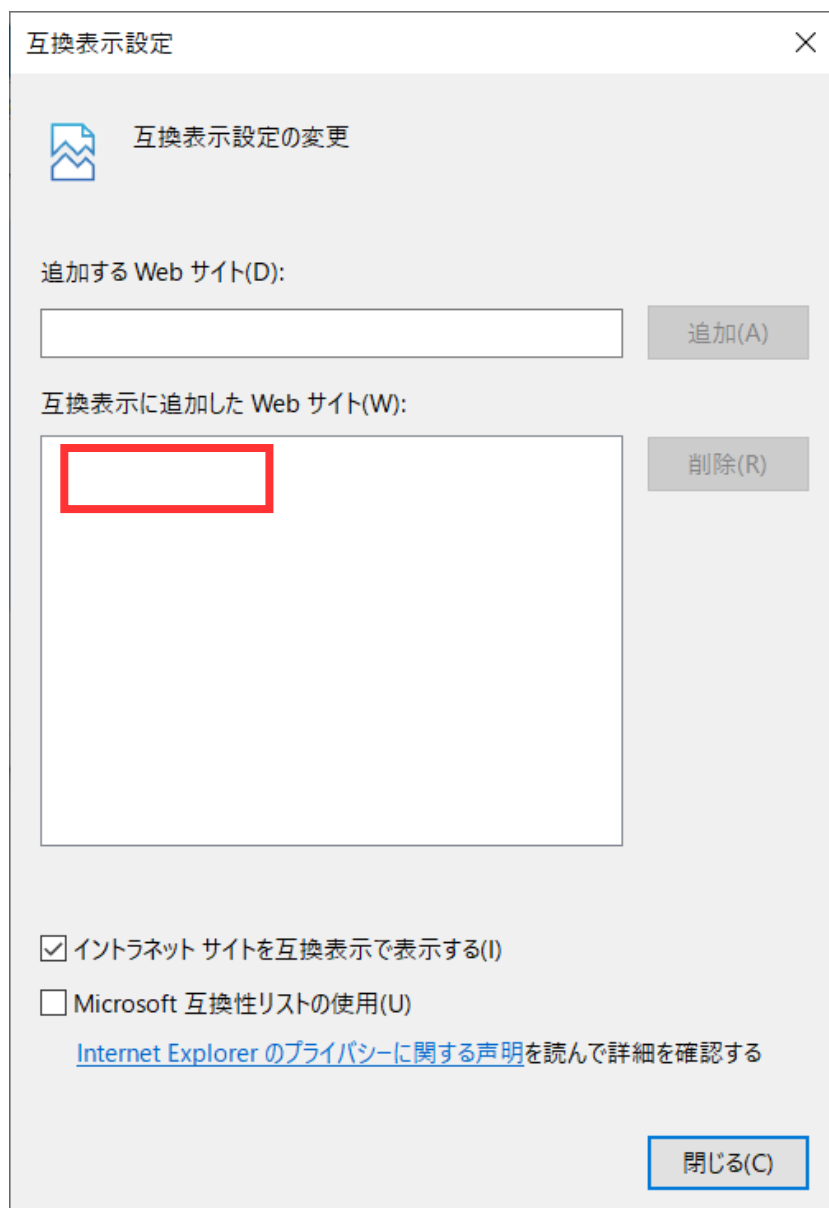 互換表示設定
互換表示設定の変更
追加する Web サイト(D):
追加(A)
互換表示に追加した Web サイト(W):
削除(R)
イントラネット サイトを互換表示で表示する(I)
Microsoft 互換性リストの使用(U)
Internet Explorer のプライバシーに関する声明を読んで詳細を確認する
閉じる(C)